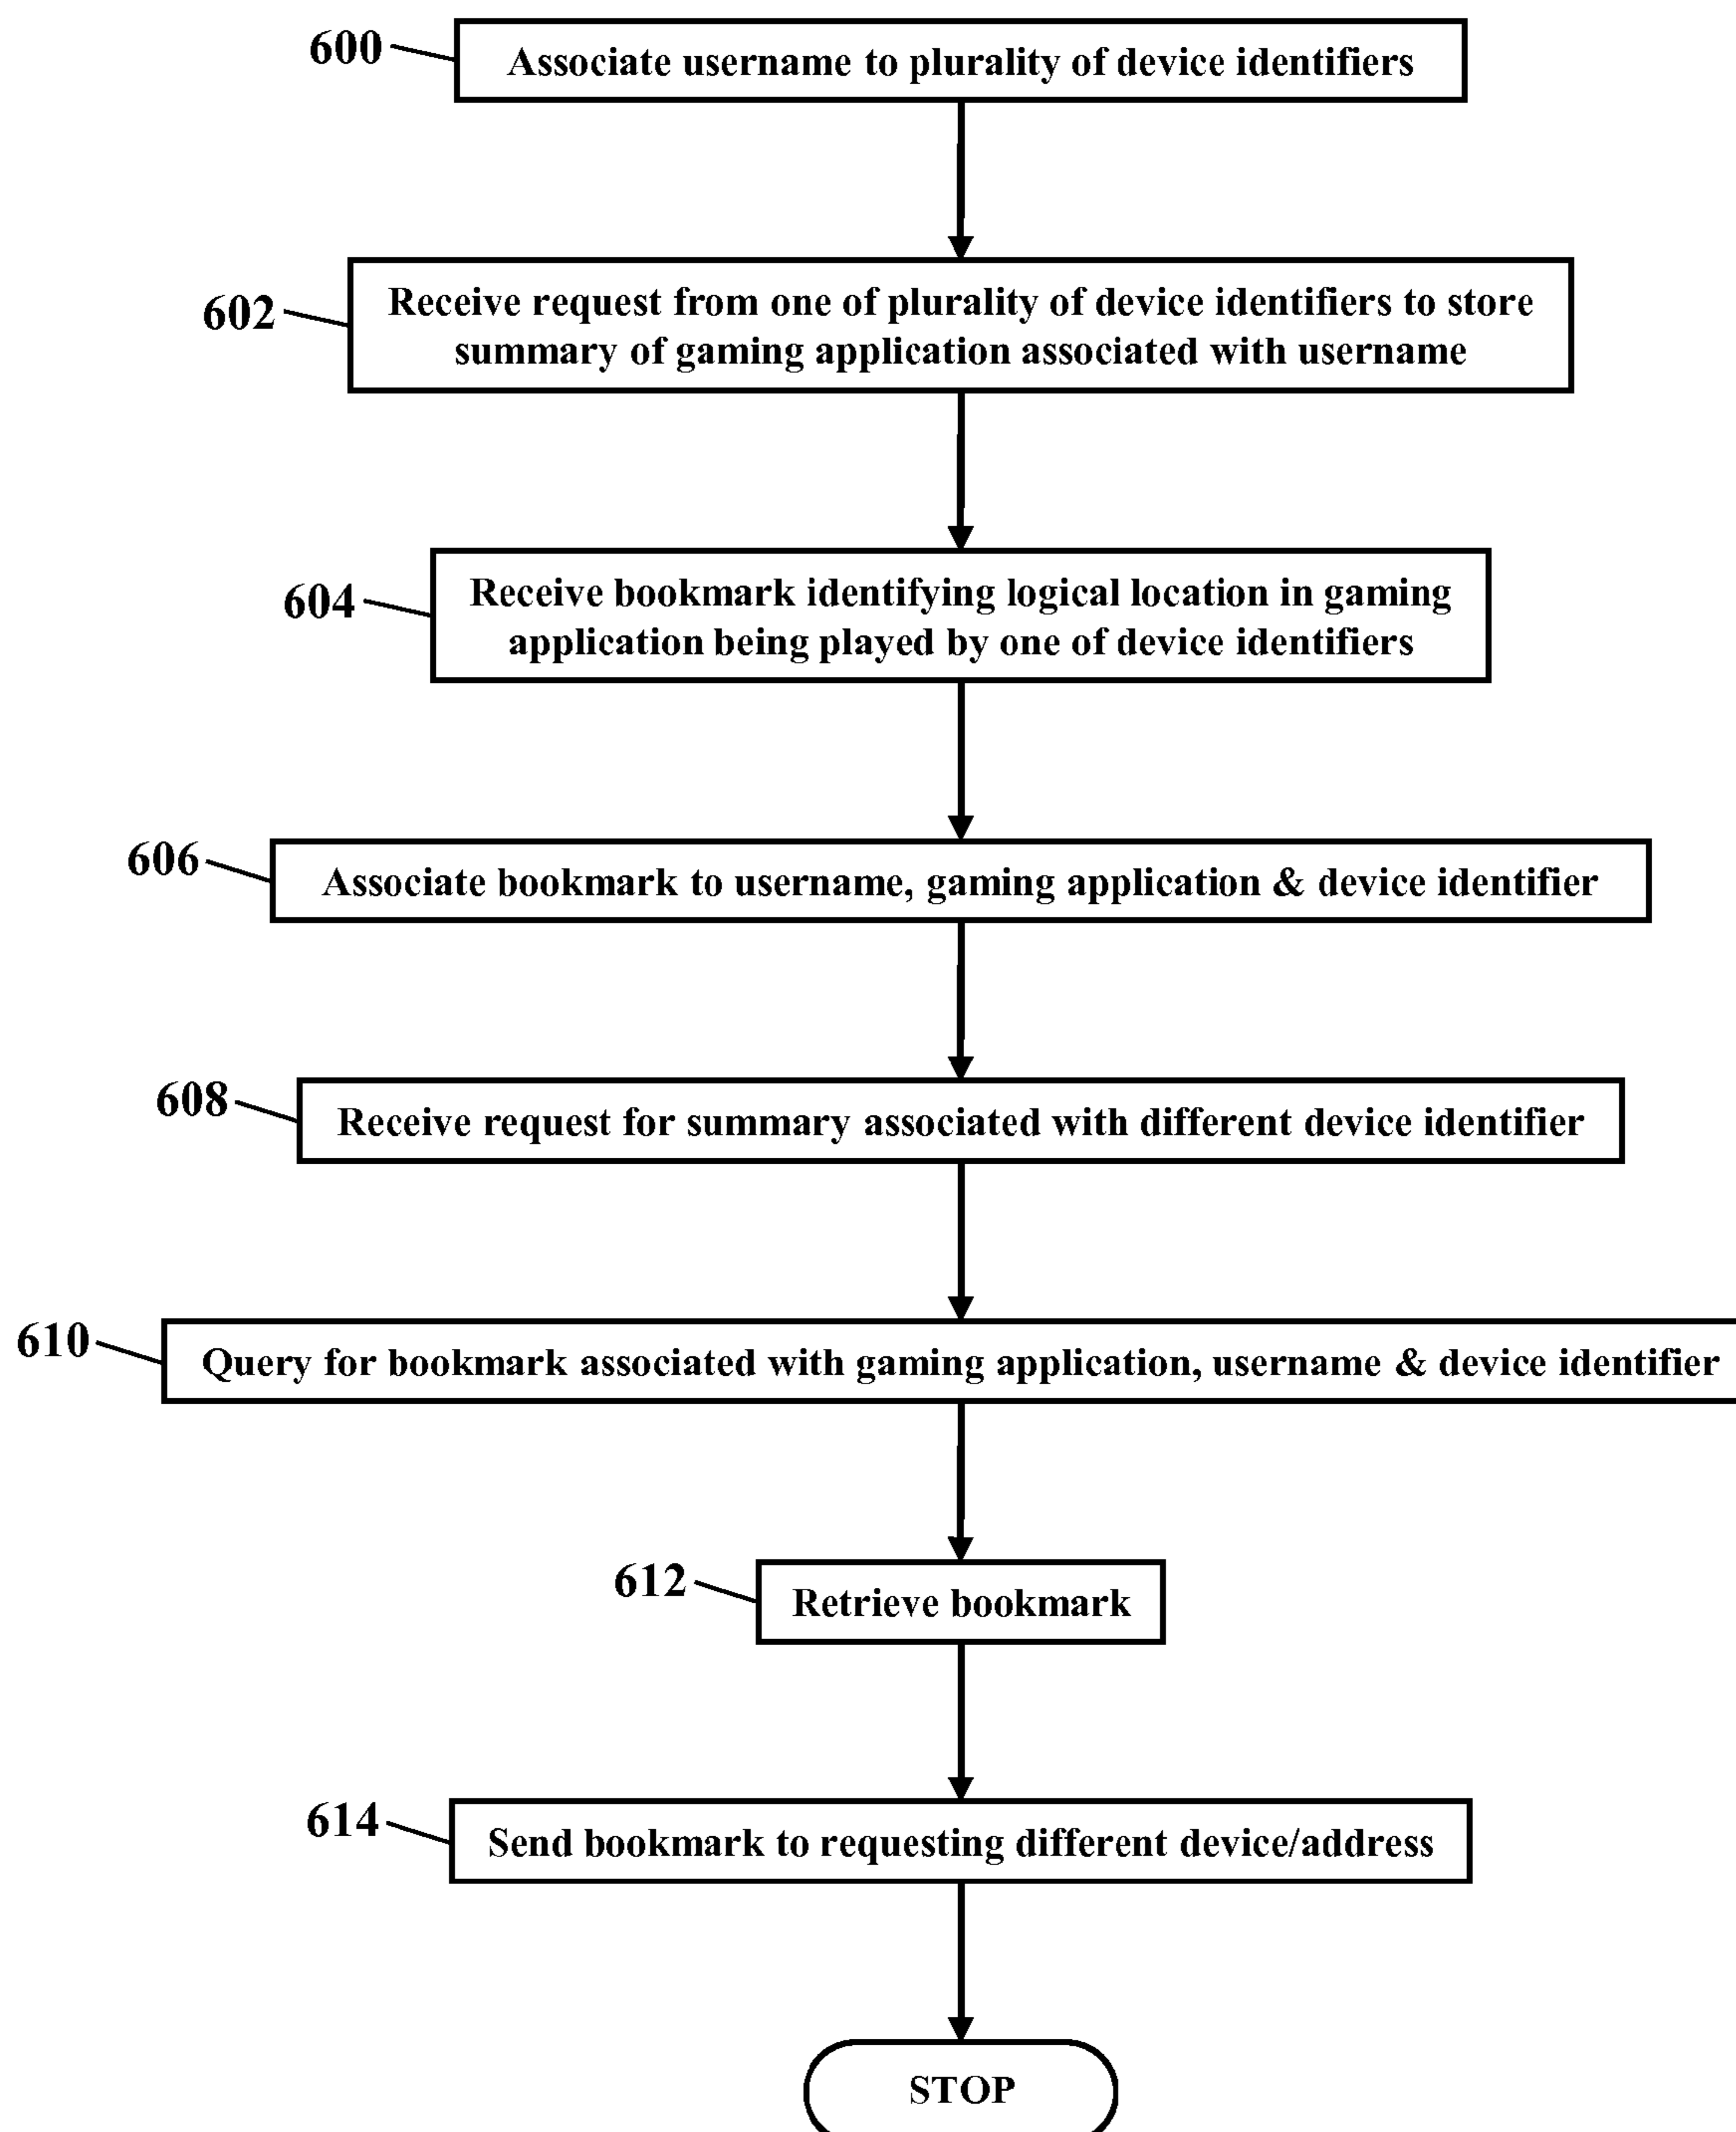 600
Associate username to plurality of device identifiers
602
Receive request from one of plurality of device identifiers to store
summary of gaming application associated with username
604
Receive bookmark identifying logical location in gaming
application being played by one of device identifiers
606
Associate bookmark to username, gaming application & device identifier
608
Receive request for summary associated with different device identifier
610
Query for bookmark associated with gaming application, username & device identifier
612
Retrieve bookmark
614
Send bookmark to requesting different device/address
STOP